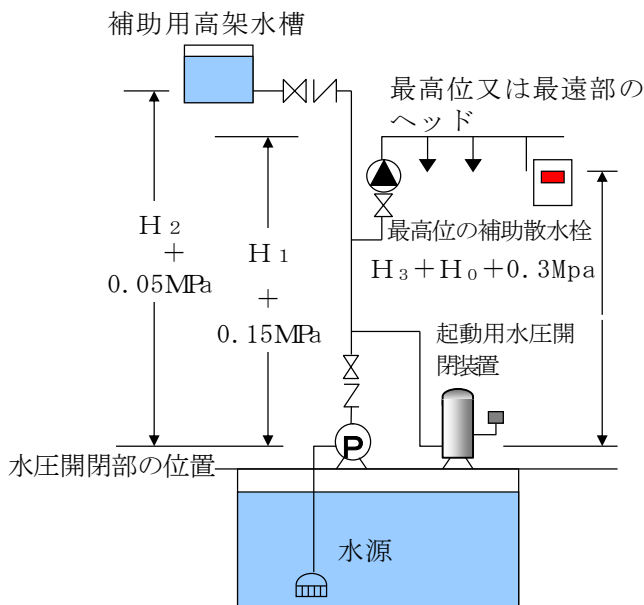 補助用高架水槽
最高位又は最遠部の
ヘッド
最高位の補助散水栓
H₃+H₀+0.3Mpa
H₂
+
0.05MPa
H₁
+
0.15MPa
起動用水圧開
閉装置
P
水圧開閉部の位置
水源